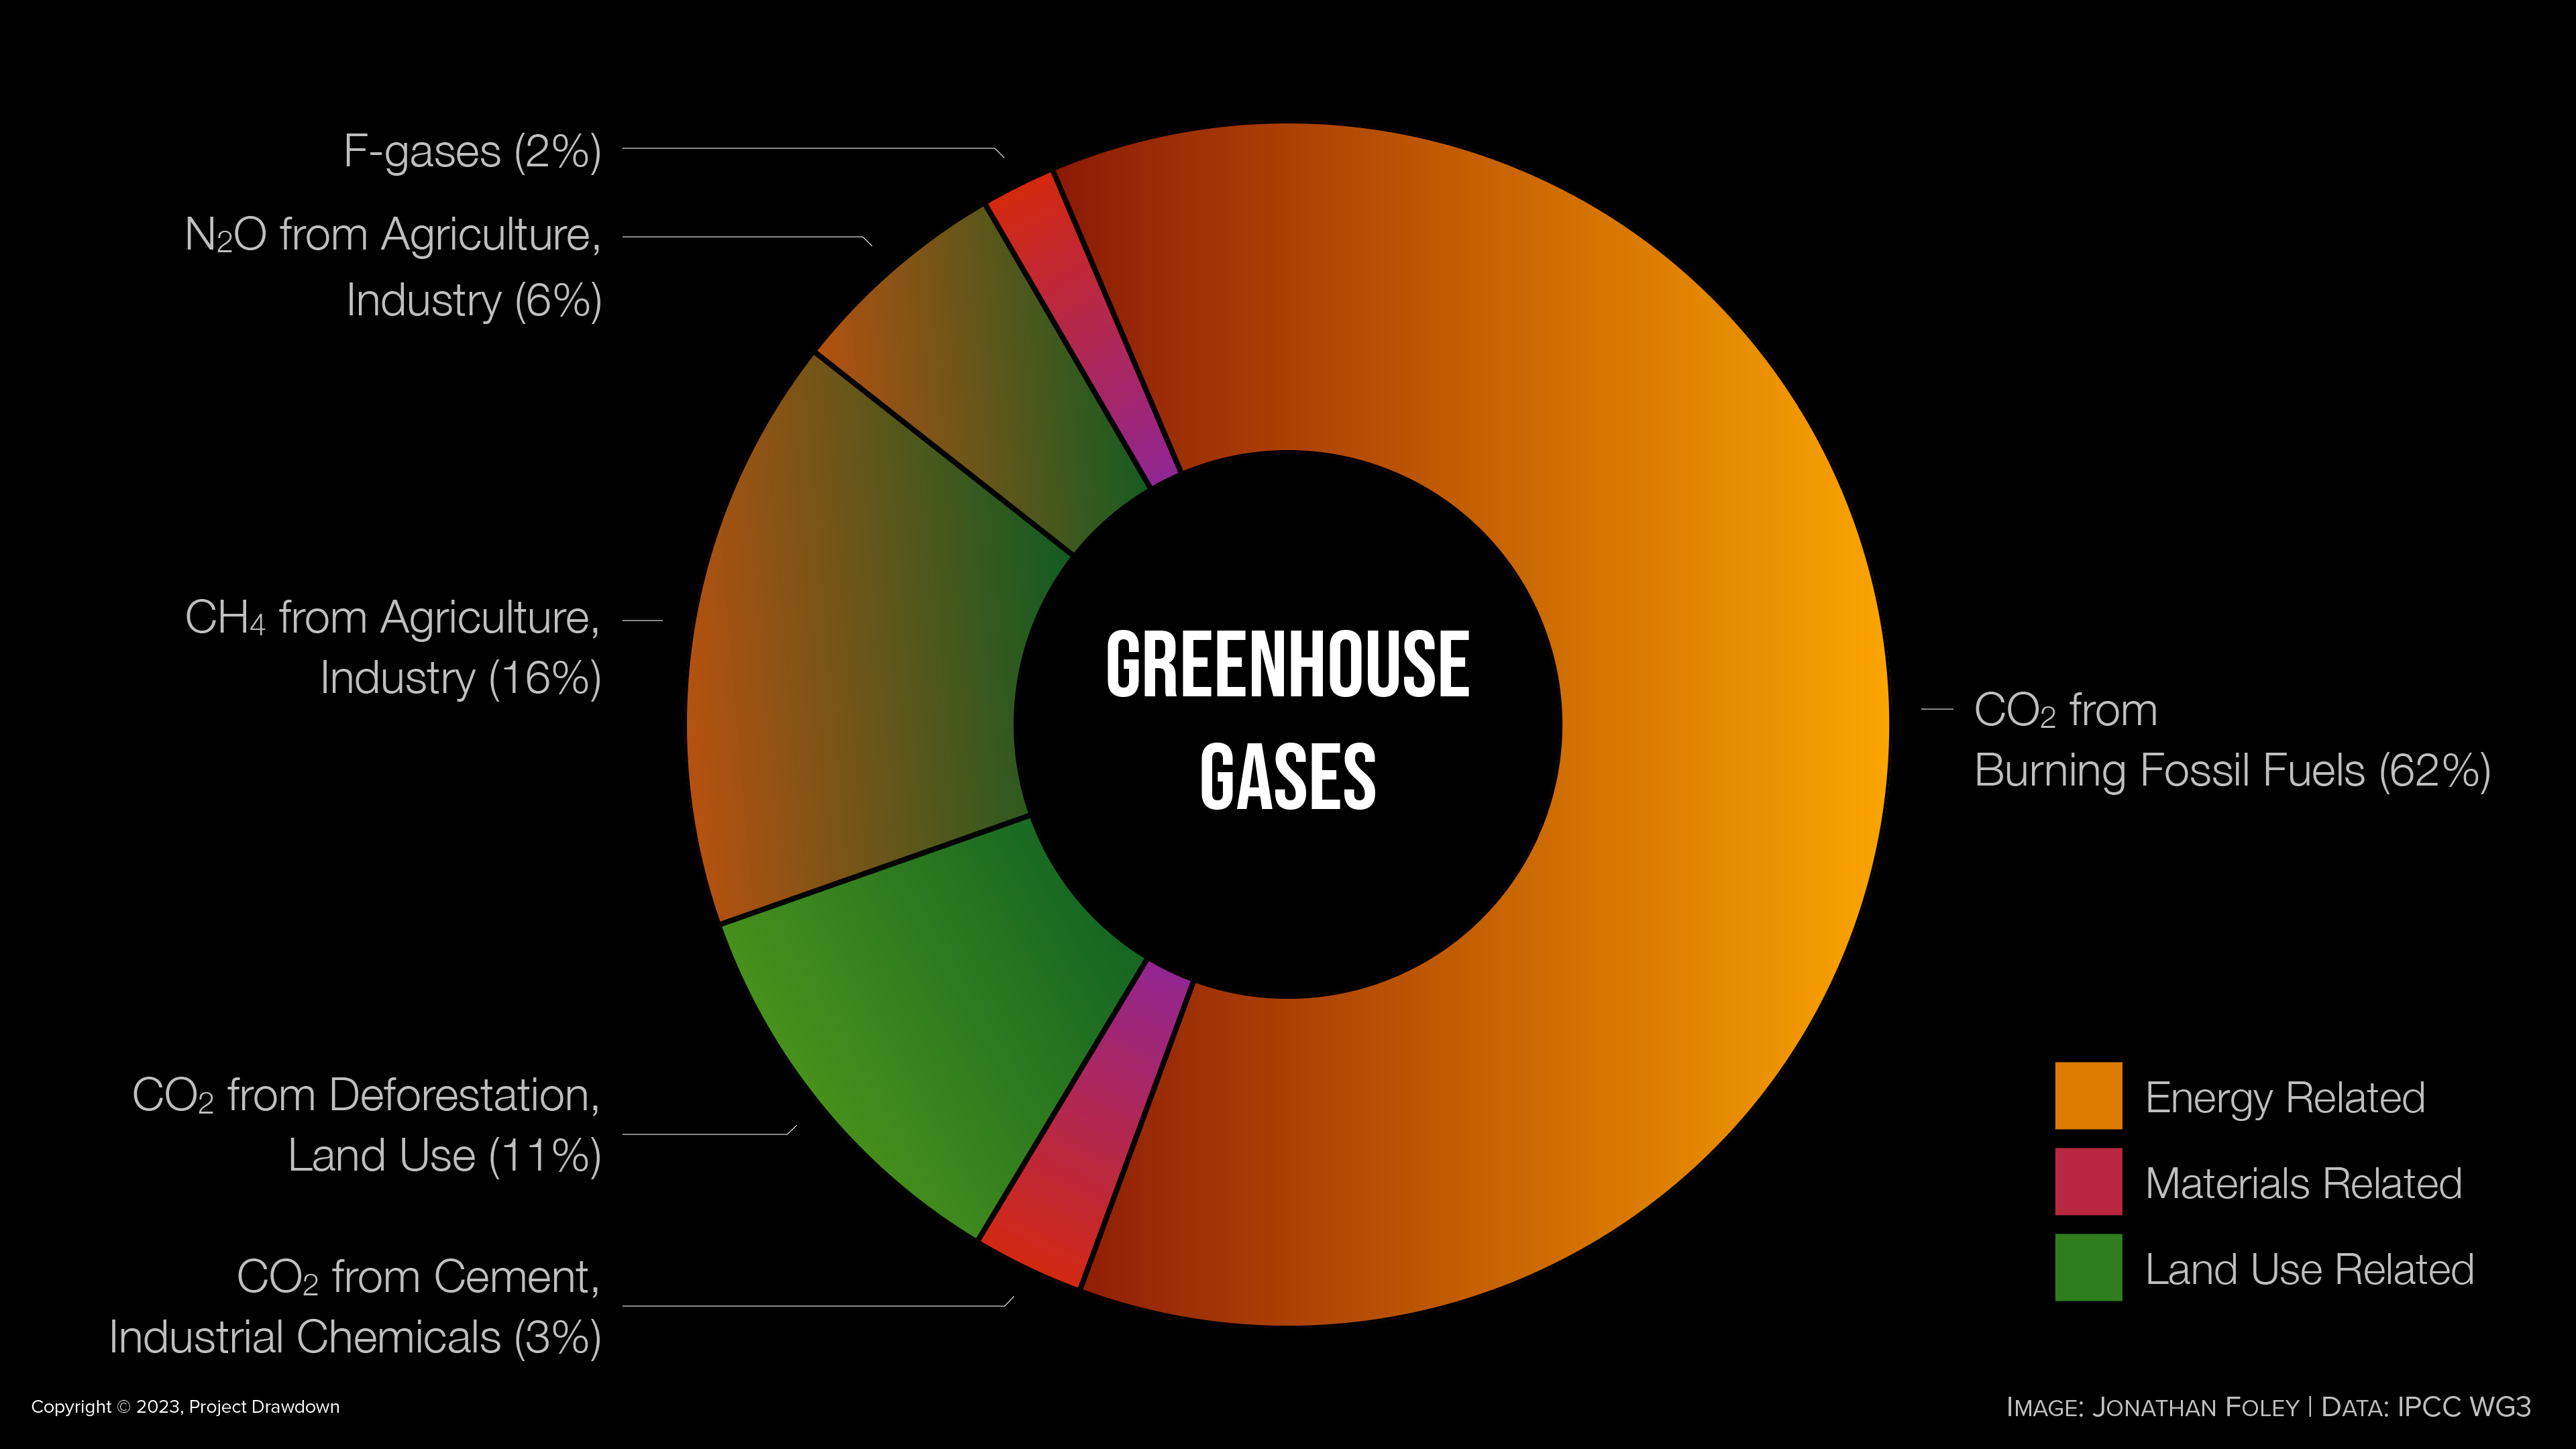 F-gases (2%)
N₂O from Agriculture,
Industry (6%)
CH₄ from Agriculture,
Industry (16%)
CO₂ from Deforestation,
Land Use (11%)
CO₂ from Cement,
Industrial Chemicals (3%)
GREENHOUSE
GASES
CO₂ from
Burning Fossil Fuels (62%)
Energy Related
Materials Related
Land Use Related
Copyright © 2023, Project Drawdown
IMAGE: JONATHAN FOLEY | DATA: IPCC WG3